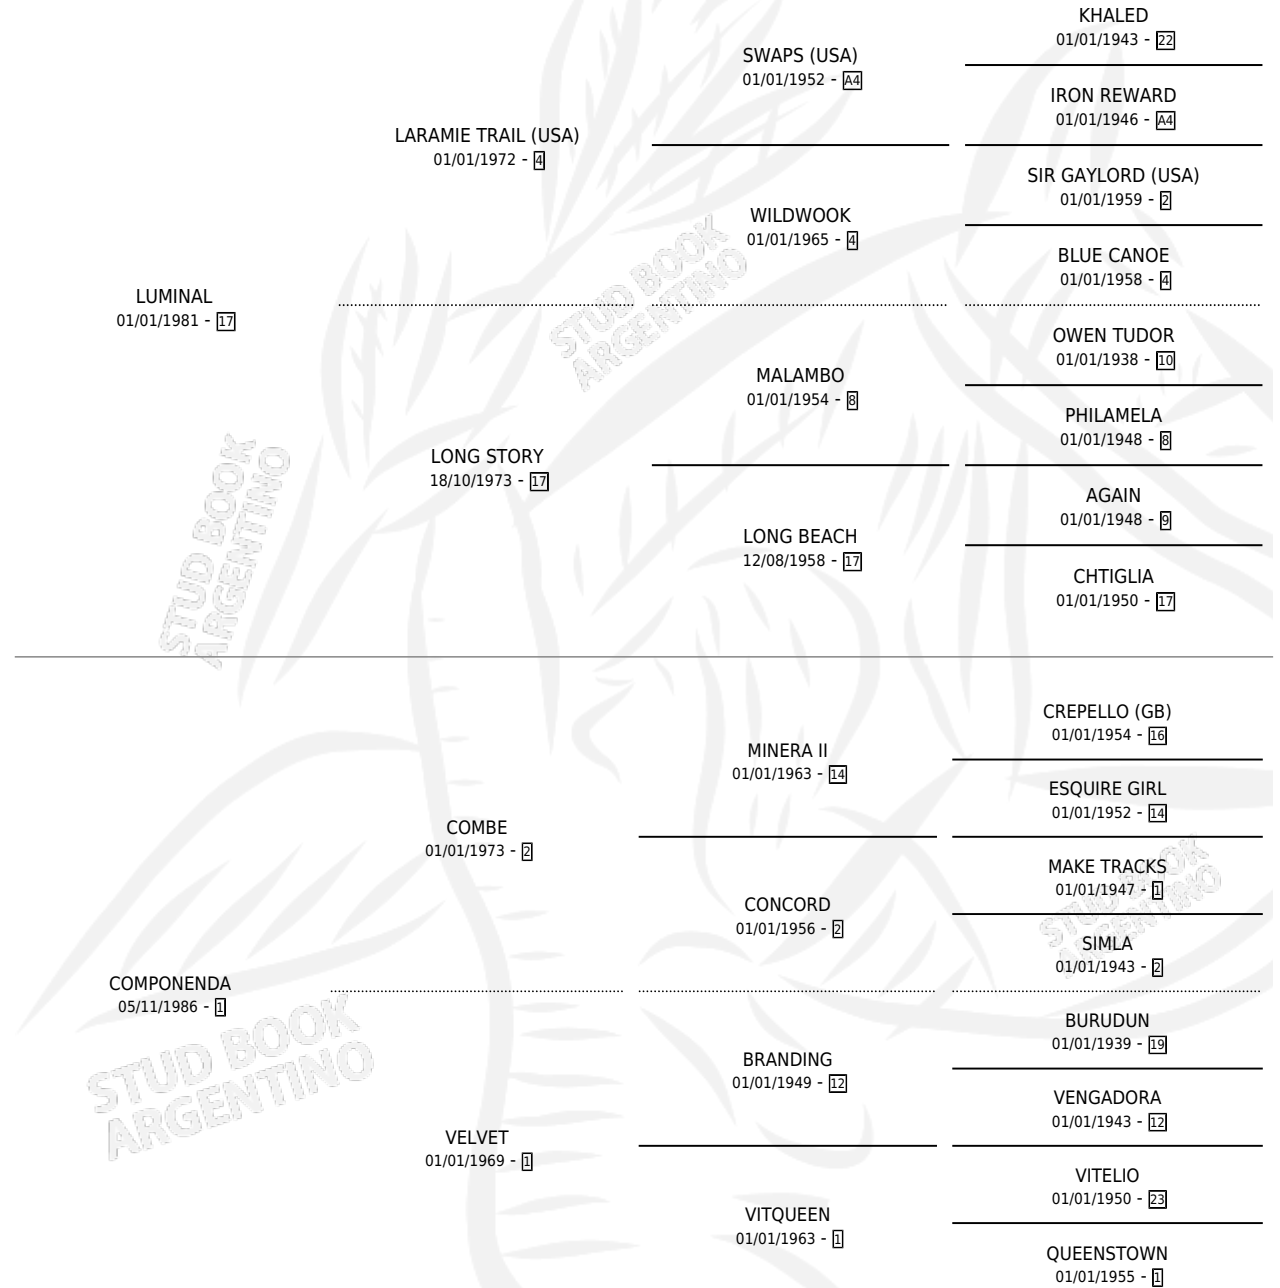 KHALED
01/01/1943 - 22
SWAPS (USA)
01/01/1952 - A4
IRON REWARD
01/01/1946 - A4
LARAMIE TRAIL (USA)
01/01/1972 - 4
SIR GAYLORD (USA)
01/01/1959 - 2
WILDWOOK
01/01/1965 - 4
BLUE CANOE
01/01/1958 - 4
LUMINAL
01/01/1981 - 17
STUD BOOK
ARGENTINO
OWEN TUDOR
01/01/1938 - 10
MALAMBO
01/01/1954 - 8
PHILAMELA
01/01/1948 - 8
LONG STORY
18/10/1973 - 17
AGAIN
01/01/1948 - 9
LONG BEACH
12/08/1958 - 17
CHTIGLIA
01/01/1950 - 17
STUD BOOK
ARGENTINO
CREPELLO (GB)
01/01/1954 - 16
MINERA II
01/01/1963 - 14
ESQUIRE GIRL
01/01/1952 - 14
COMBE
01/01/1973 - 2
MAKE TRACKS
01/01/1947 - 1
CONCORD
01/01/1956 - 2
STUD BOOK
ARGENTINO
SIMLA
01/01/1943 - 2
COMPONENDA
05/11/1986 - 1
STUD BOOK
ARGENTINO
BURUDUN
01/01/1939 - 19
BRANDING
01/01/1949 - 12
VENGADORA
01/01/1943 - 12
VELVET
01/01/1969 - 1
VITELIO
01/01/1950 - 23
VITQUEEN
01/01/1963 - 1
QUEENSTOWN
01/01/1955 - 1